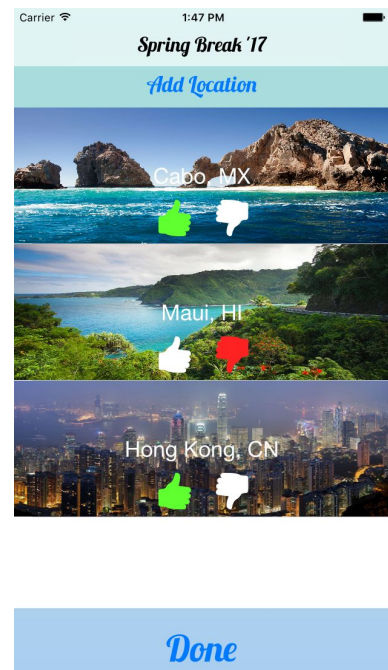 Carrier 1:47 PM
Spring Break '17
Add Location
Cabo, MX
Maui, HI
Hong Kong, CN
Done